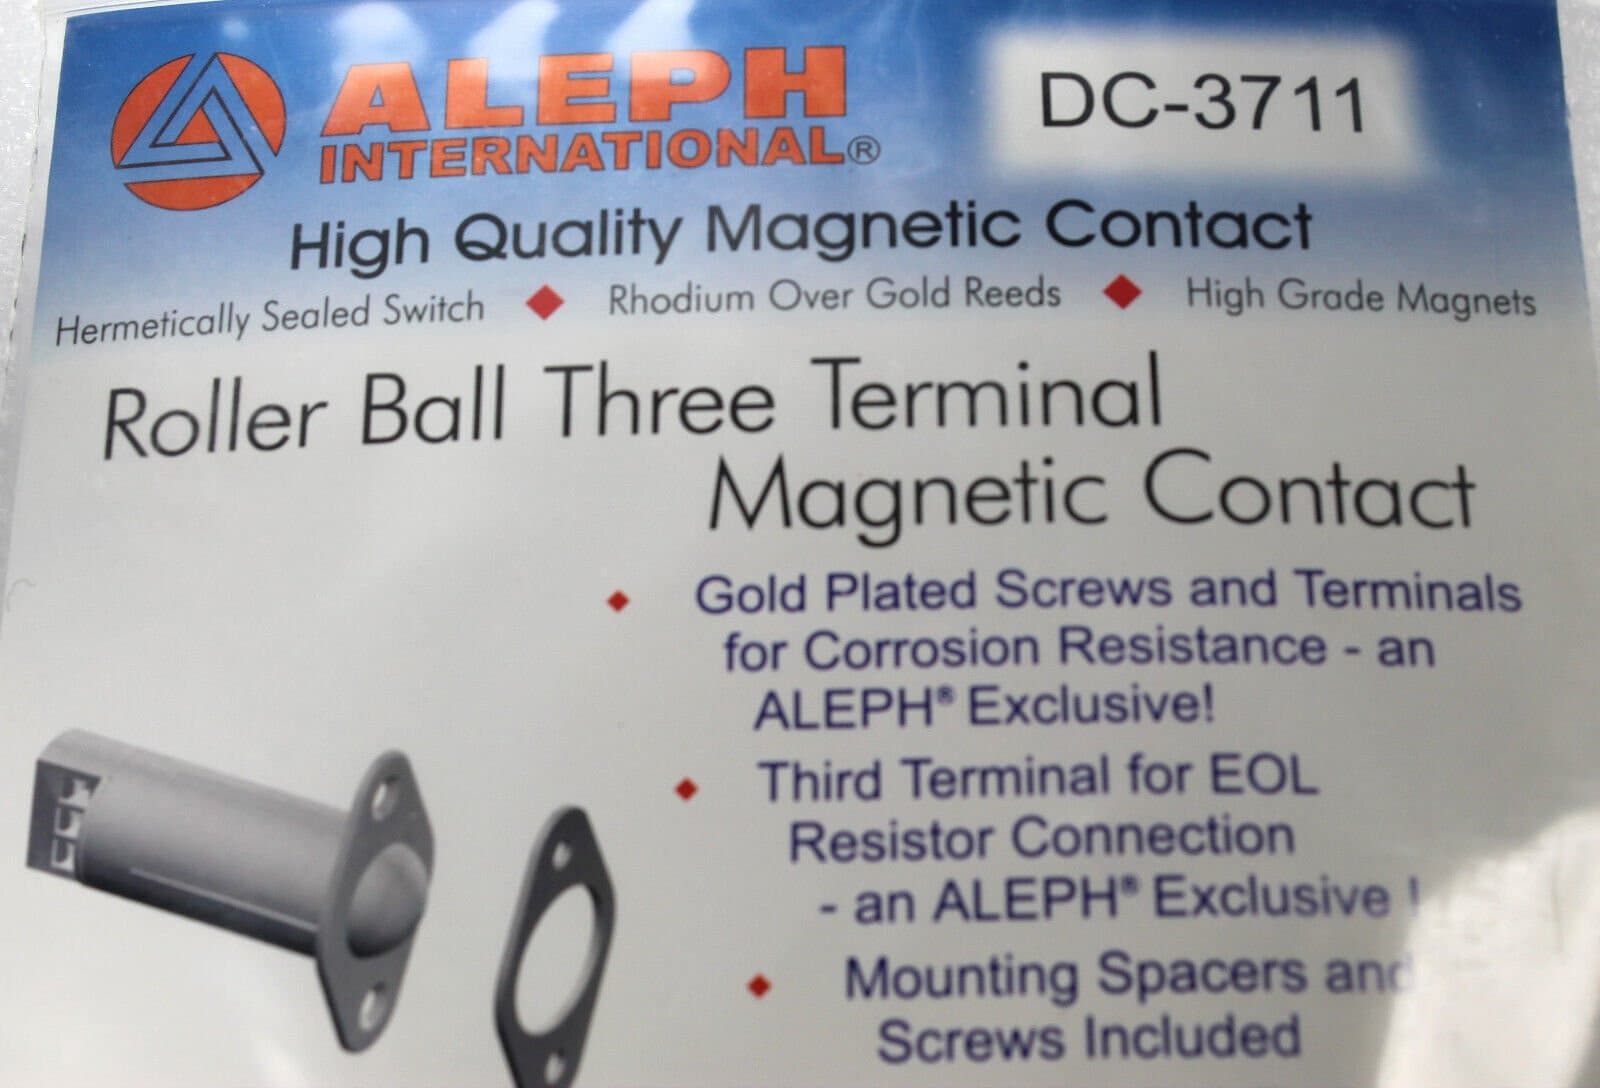 ALEPH
INTERNATIONAL®
DC-3711
High Quality Magnetic Contact
Hermetically Sealed Switch ◆ Rhodium Over Gold Reeds ◆ High Grade Magnets
Roller Ball Three Terminal
Magnetic Contact
◆ Gold Plated Screws and Terminals
for Corrosion Resistance - an
ALEPH® Exclusive!
◆ Third Terminal for EOL
Resistor Connection
- an ALEPH® Exclusive !
◆ Mounting Spacers and
Screws Included